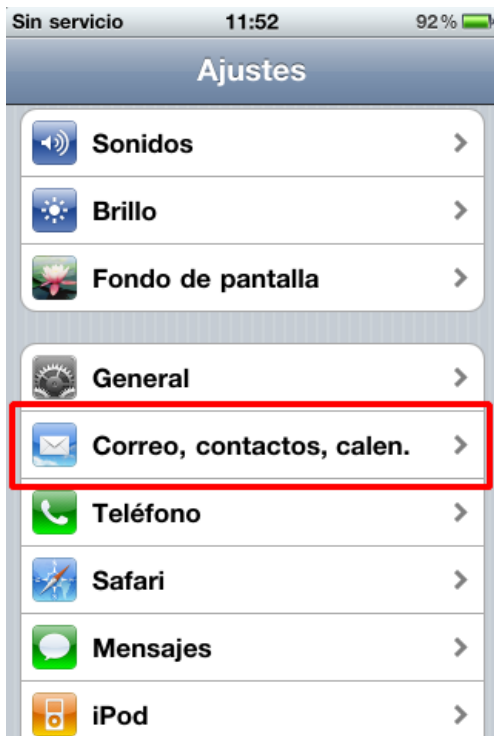 Sin servicio 11:52 92 %
Ajustes
Sonidos
Brillo
Fondo de pantalla
General
Correo, contactos, calen.
Teléfono
Safari
Mensajes
iPod